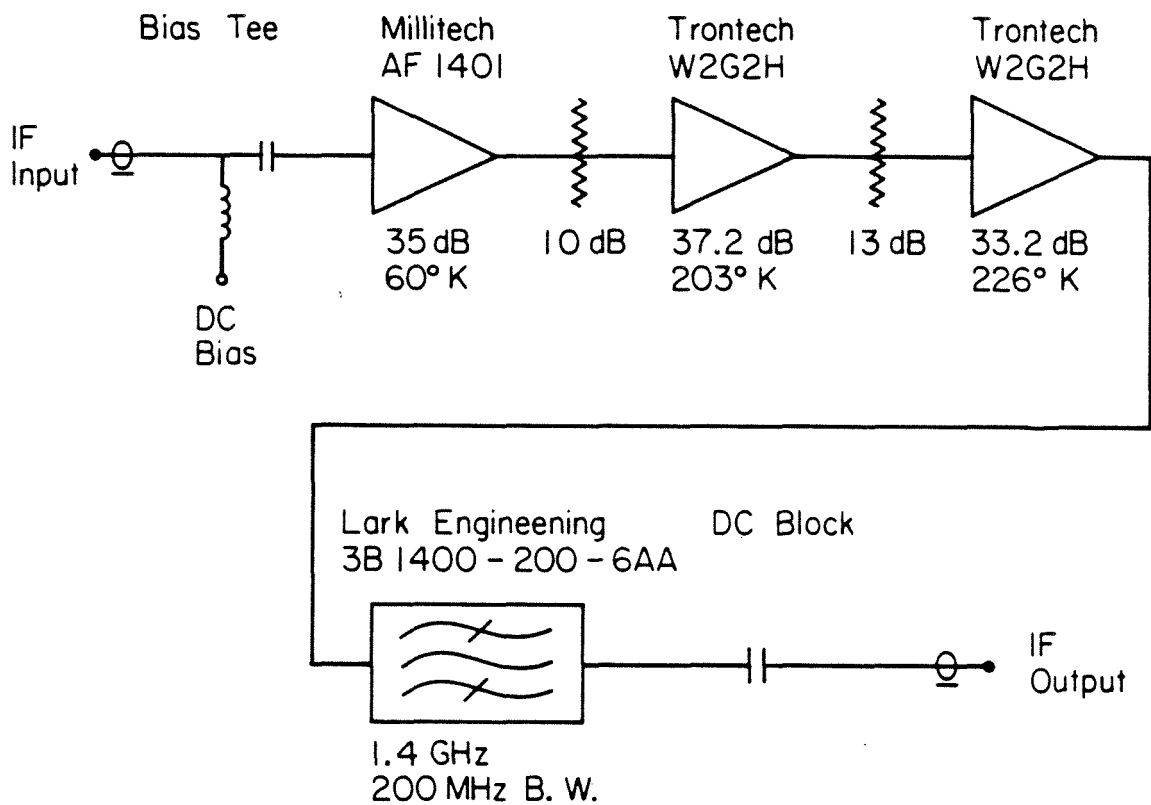 Bias Tee
Millitech
AF 1401
Trontech
W2G2H
Trontech
W2G2H
IF
Input
DC
Bias
35 dB
60° K
10 dB
37.2 dB
203° K
13 dB
33.2 dB
226° K
Lark Engineening
3B 1400 - 200 - 6AA
DC Block
IF
Output
1.4 GHz
200 MHz B. W.